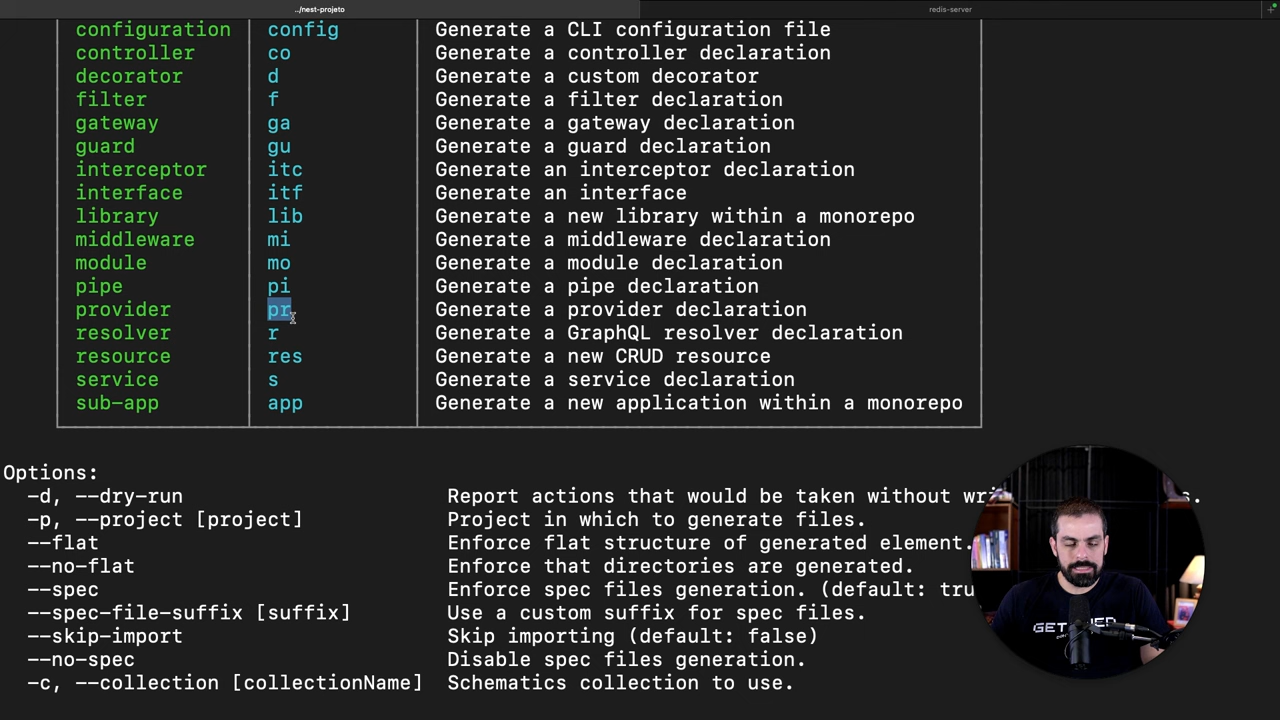 ../nest-projeto redis-server
configuration config Generate a CLI configuration file
controller co Generate a controller declaration
decorator d Generate a custom decorator
filter f Generate a filter declaration
gateway ga Generate a gateway declaration
guard gu Generate a guard declaration
interceptor itc Generate an interceptor declaration
interface itf Generate an interface
library lib Generate a new library within a monorepo
middleware mi Generate a middleware declaration
module mo Generate a module declaration
pipe pi Generate a pipe declaration
provider pr Generate a provider declaration
resolver r Generate a GraphQL resolver declaration
resource res Generate a new CRUD resource
service s Generate a service declaration
sub-app app Generate a new application within a monorepo
Options:
-d, --dry-run Report actions that would be taken without
-p, --project [project] Project in which to generate files.
--flat Enforce flat structure of generated element.
--no-flat Enforce that directories are generated.
--spec Enforce spec files generation. (default: tru
--spec-file-suffix [suffix] Use a custom suffix for spec files.
--skip-import Skip importing (default: false)
--no-spec Disable spec files generation.
-c, --collection [collectionName] Schematics collection to use.